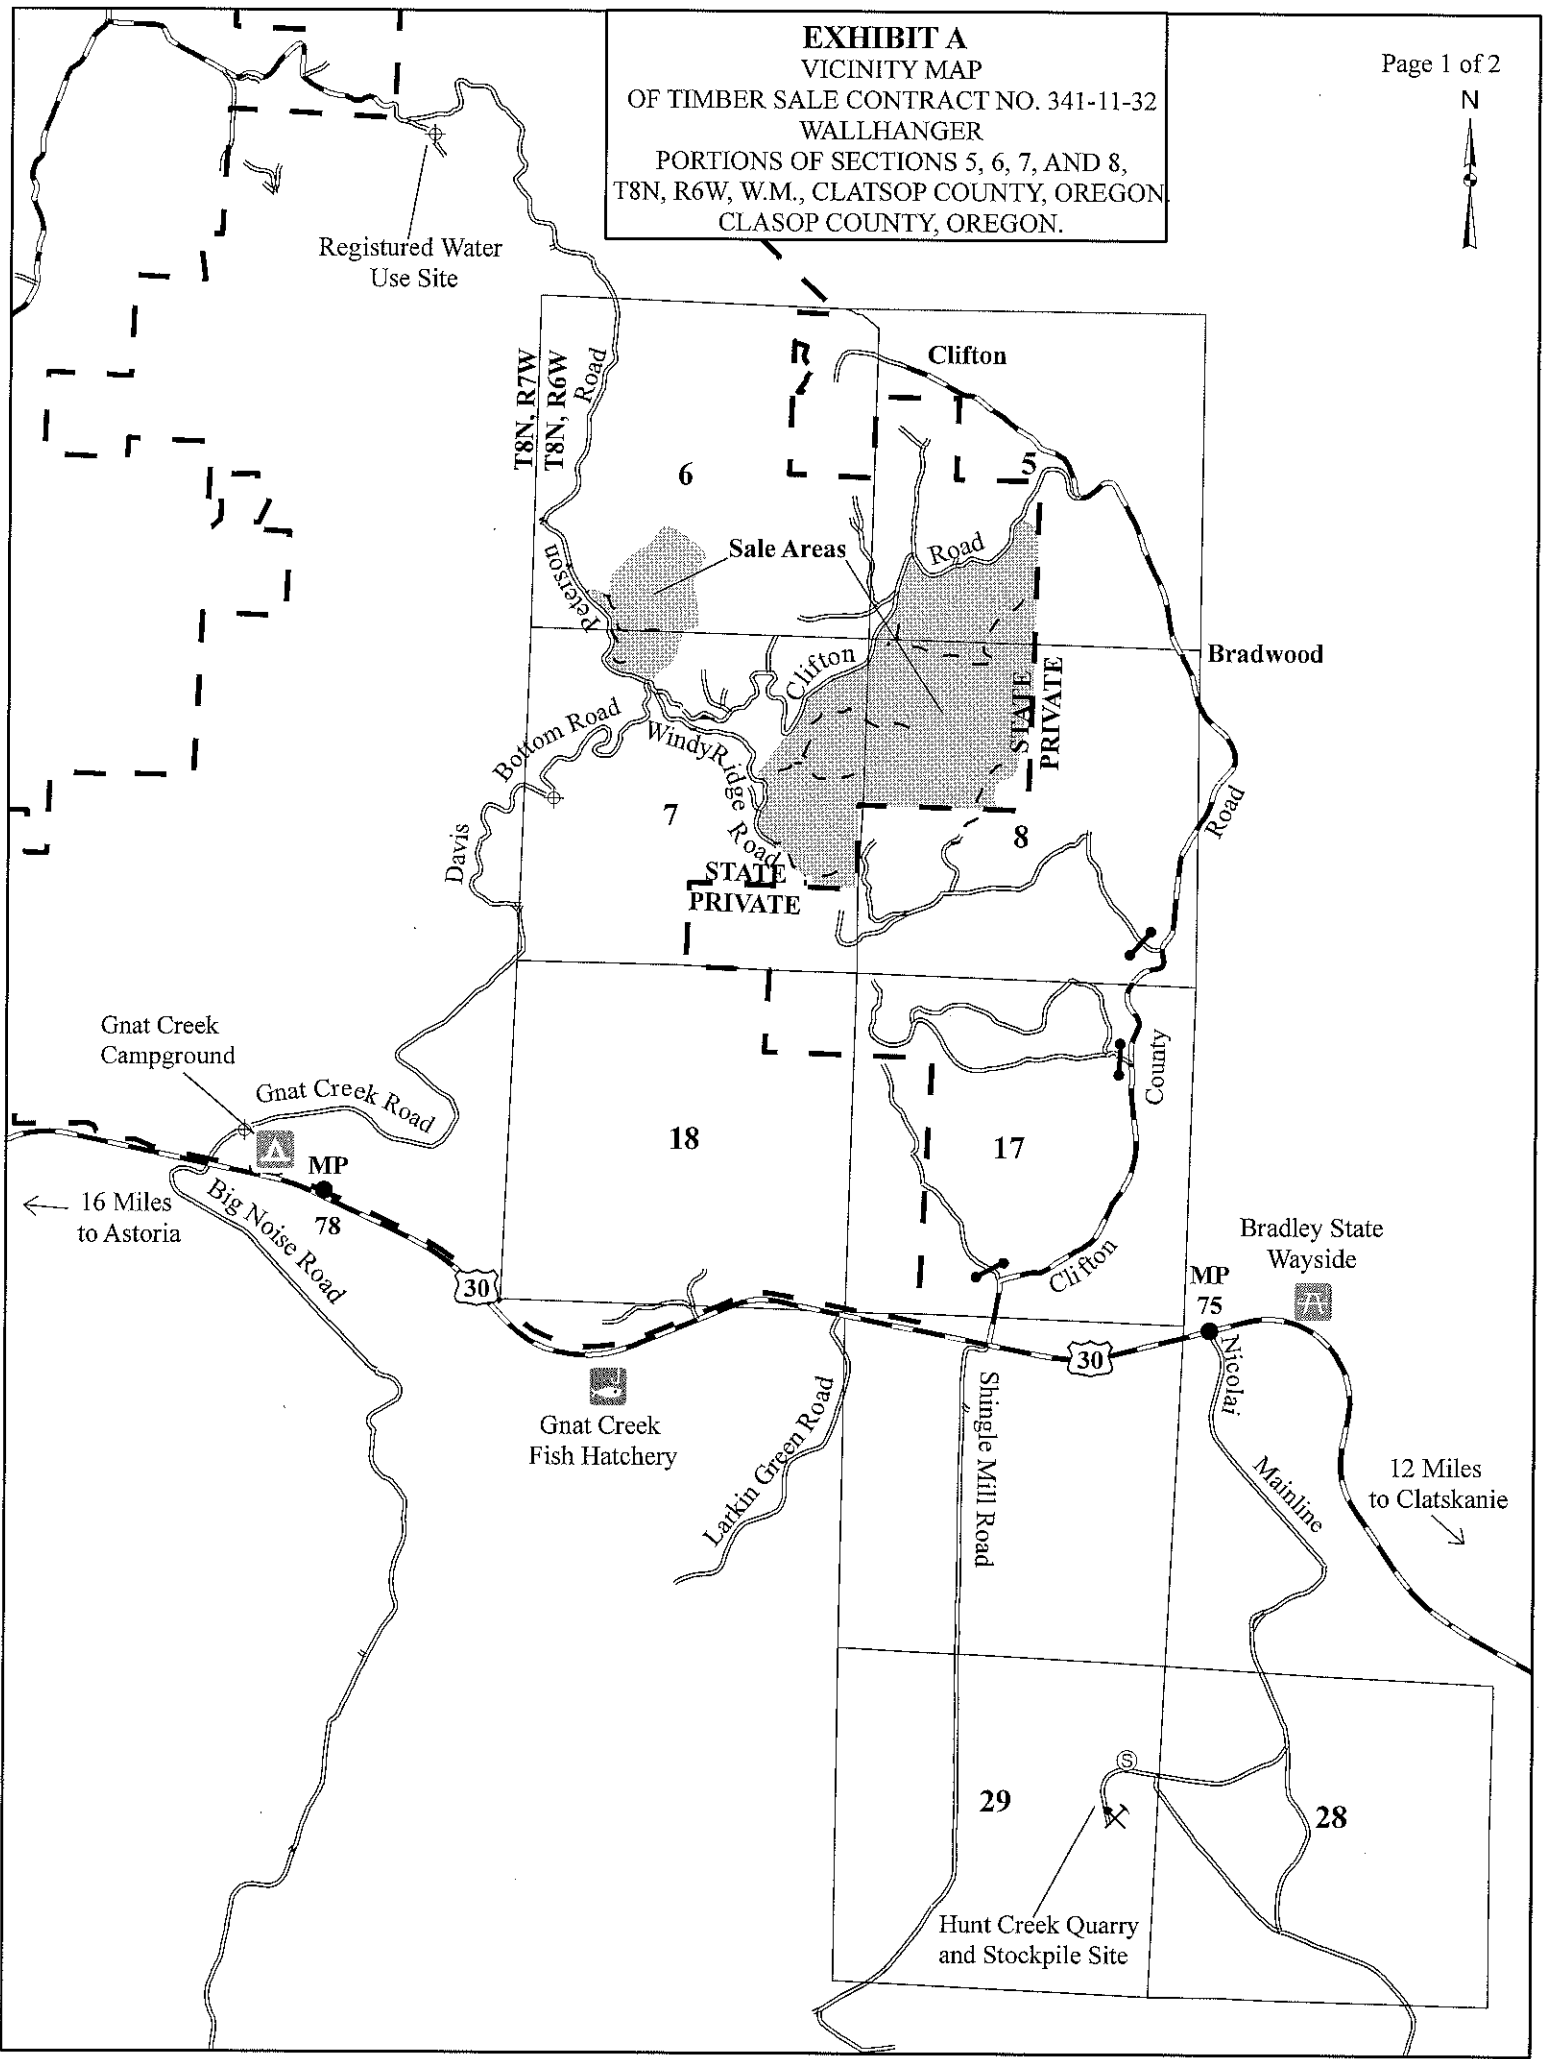 EXHIBIT A
VICINITY MAP
OF TIMBER SALE CONTRACT NO. 341-11-32
WALLHANGER
PORTIONS OF SECTIONS 5, 6, 7, AND 8,
T8N, R6W, W.M., CLATSOP COUNTY, OREGON.
CLASOP COUNTY, OREGON.
Page 1 of 2
N
Registured Water
Use Site
T8N, R7W
T8N, R6W
Road
Peterson
Clifton
6
5
Sale Areas
Road
Clifton
Bradwood
STATE
PRIVATE
Bottom Road
Davis
WindyRidge Road
7
8
Road
STATE
PRIVATE
Gnat Creek
Campground
Gnat Creek Road
County
18
17
MP
78
16 Miles
to Astoria
Big Noise Road
Clifton
Bradley State
Wayside
MP
75
30
30
Nicolai
Mainline
Gnat Creek
Fish Hatchery
Larkin Green Road
Shingle Mill Road
12 Miles
to Clatskanie
S
29
28
Hunt Creek Quarry
and Stockpile Site